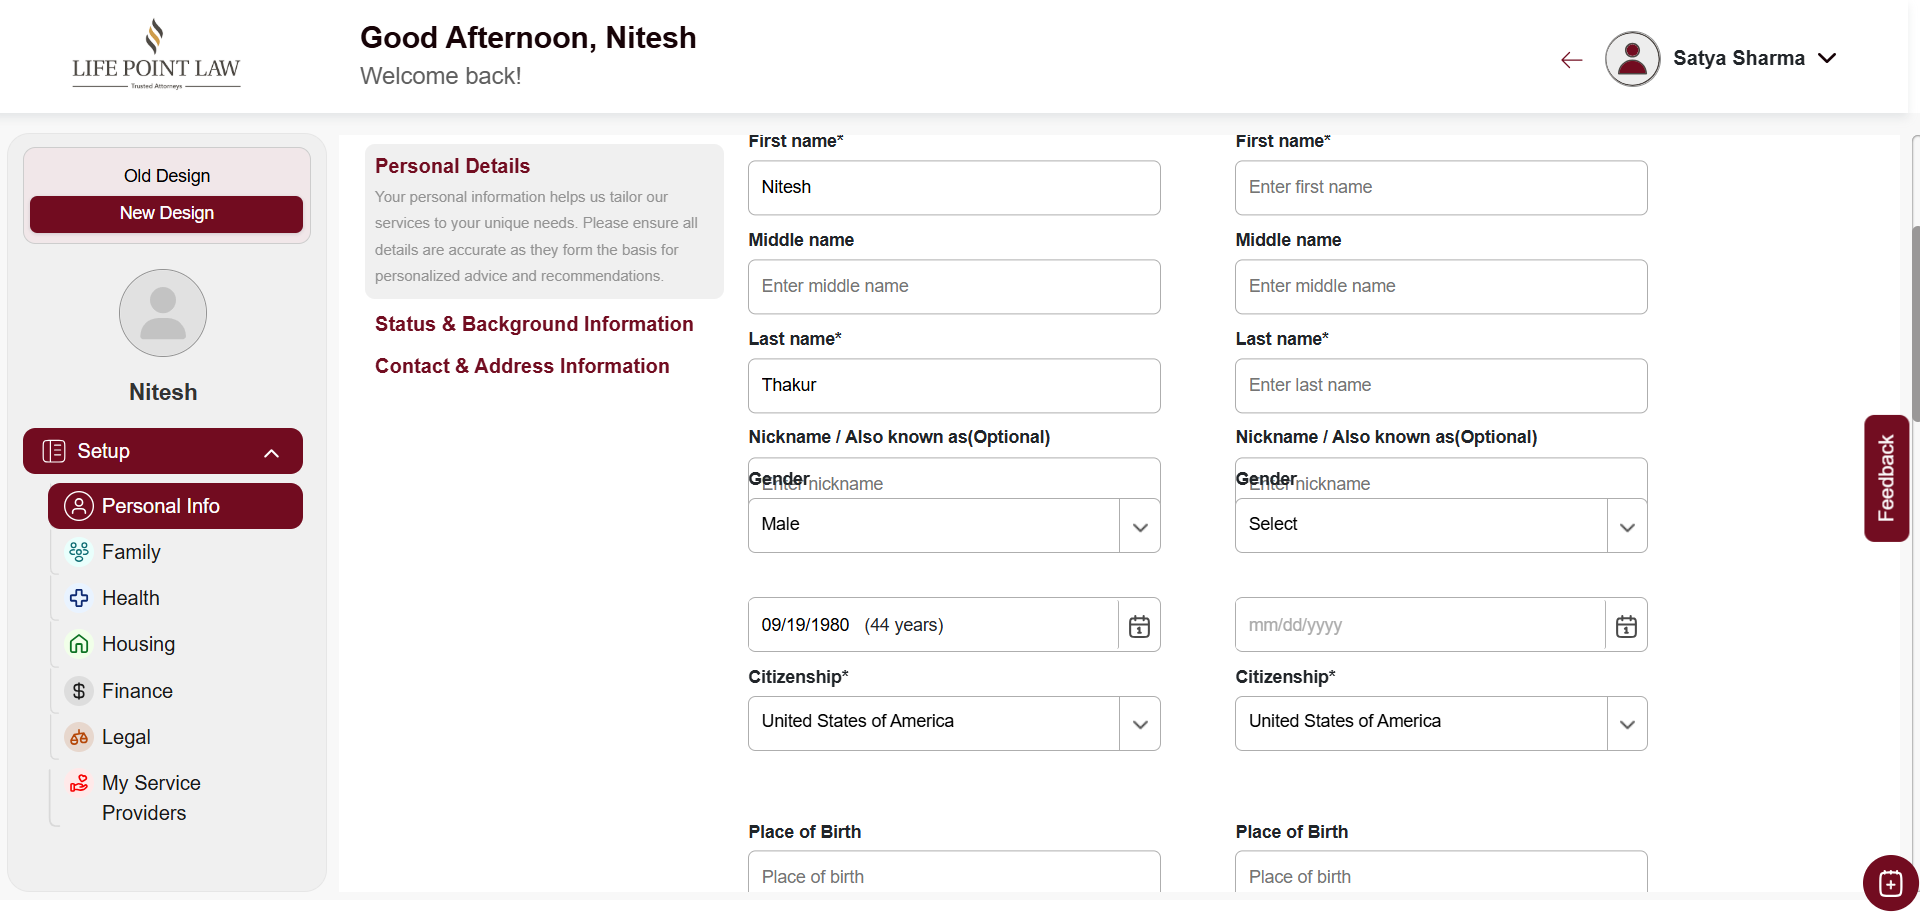 LIFE POINT LAW
Trusted Attorneys
Good Afternoon, Nitesh
Welcome back!
Satya Sharma
Old Design
New Design
Nitesh
Setup
Personal Info
Family
Health
Housing
Finance
Legal
My Service
Providers
Personal Details
Your personal information helps us tailor our
services to your unique needs. Please ensure all
details are accurate as they form the basis for
personalized advice and recommendations.
Status & Background Information
Contact & Address Information
First name*
Nitesh
Middle name
Enter middle name
Last name*
Thakur
Nickname / Also known as(Optional)
Gender
Enter nickname
Male
09/19/1980 (44 years)
Citizenship*
United States of America
Place of Birth
Place of birth
First name*
Enter first name
Middle name
Enter middle name
Last name*
Enter last name
Nickname / Also known as(Optional)
Gender
Enter nickname
Select
mm/dd/yyyy
Citizenship*
United States of America
Place of Birth
Place of birth
Feedback